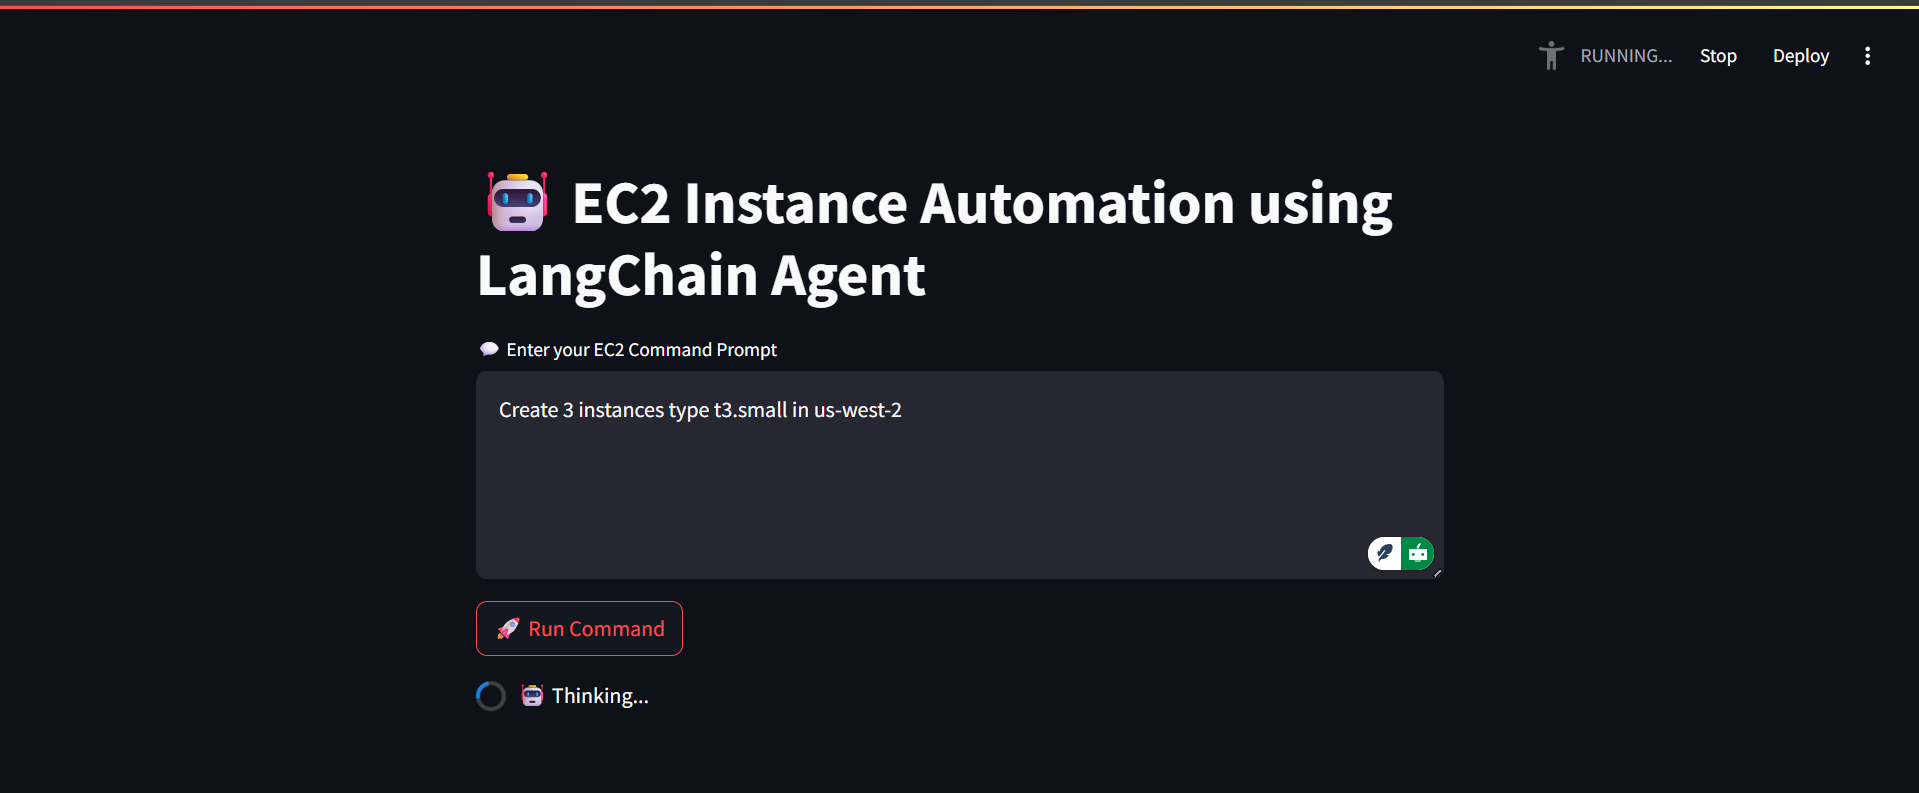 RUNNING...
Stop
Deploy
EC2 Instance Automation using
LangChain Agent
Enter your EC2 Command Prompt
Create 3 instances type t3.small in us-west-2
Run Command
Thinking...